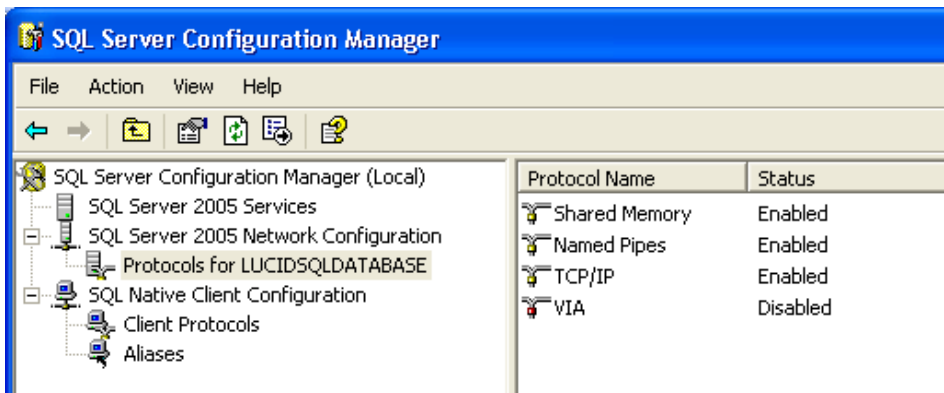 SQL Server Configuration Manager
File Action View Help
SQL Server Configuration Manager (Local)
SQL Server 2005 Services
SQL Server 2005 Network Configuration
Protocols for LUCIDSQLDATABASE
SQL Native Client Configuration
Client Protocols
Aliases
Protocol Name Status
Shared Memory Enabled
Named Pipes Enabled
TCP/IP Enabled
VIA Disabled